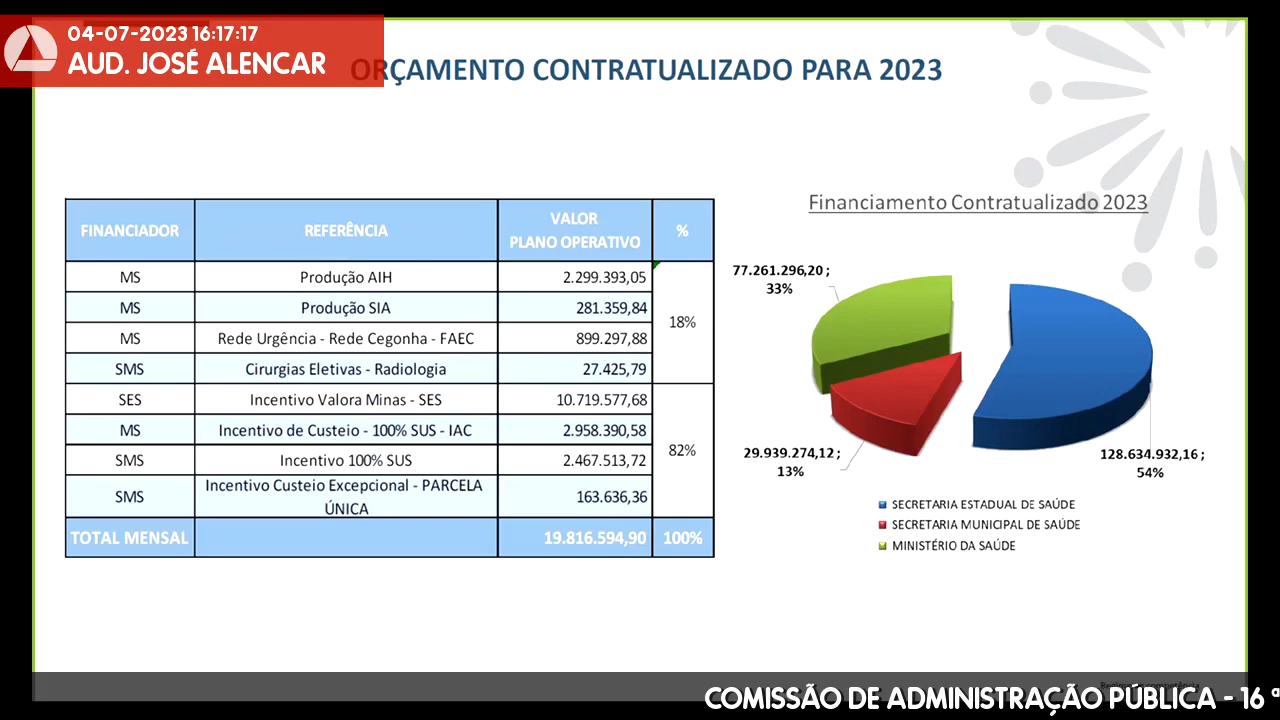 04-07-2023 16:17:17
AUD. JOSÉ ALENCAR
ORÇAMENTO CONTRATUALIZADO PARA 2023
FINANCIADOR REFERÊNCIA VALOR PLANO OPERATIVO %
MS Produção AIH 2.299.393,05
MS Produção SIA 281.359,84
18%
MS Rede Urgência - Rede Cegonha - FAEC 899.297,88
SMS Cirurgias Eletivas - Radiologia 27.425,79
SES Incentivo Valora Minas - SES 10.719.577,68
MS Incentivo de Custeio - 100% SUS - IAC 2.958.390,58
82%
SMS Incentivo 100% SUS 2.467.513,72
SMS Incentivo Custeio Excepcional - PARCELA ÚNICA 163.636,36
TOTAL MENSAL 19.816.594,90 100%
Financiamento Contratualizado 2023
77.261.296,20 ;
33%
29.939.274,12 ;
13%
128.634.932,16 ;
54%
SECRETARIA ESTADUAL DE SAÚDE
SECRETARIA MUNICIPAL DE SAÚDE
MINISTÉRIO DA SAÚDE
COMISSÃO DE ADMINISTRAÇÃO PÚBLICA - 16 ª